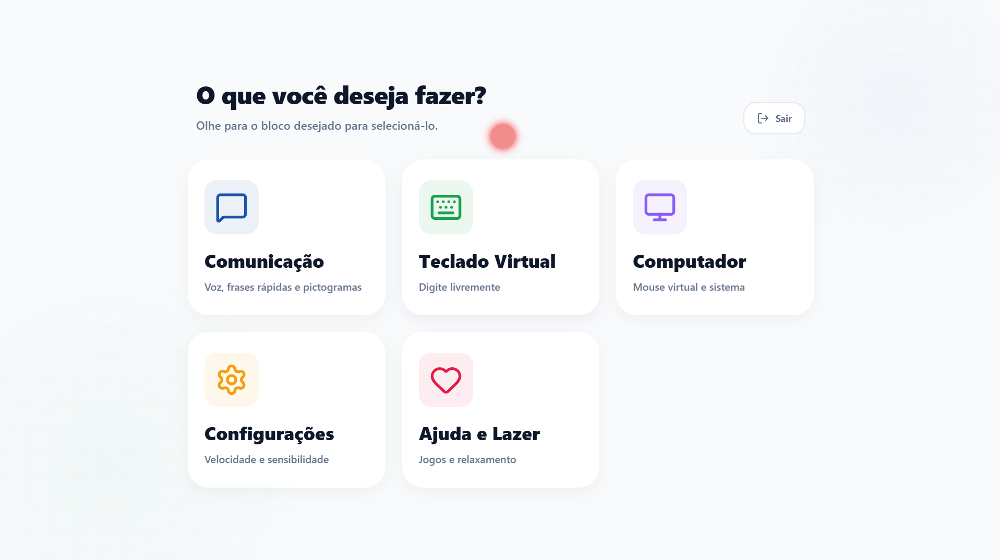 O que você deseja fazer?
Olhe para o bloco desejado para selecioná-lo.
Sair
Comunicação
Voz, frases rápidas e pictogramas
Teclado Virtual
Digite livremente
Computador
Mouse virtual e sistema
Configurações
Velocidade e sensibilidade
Ajuda e Lazer
Jogos e relaxamento